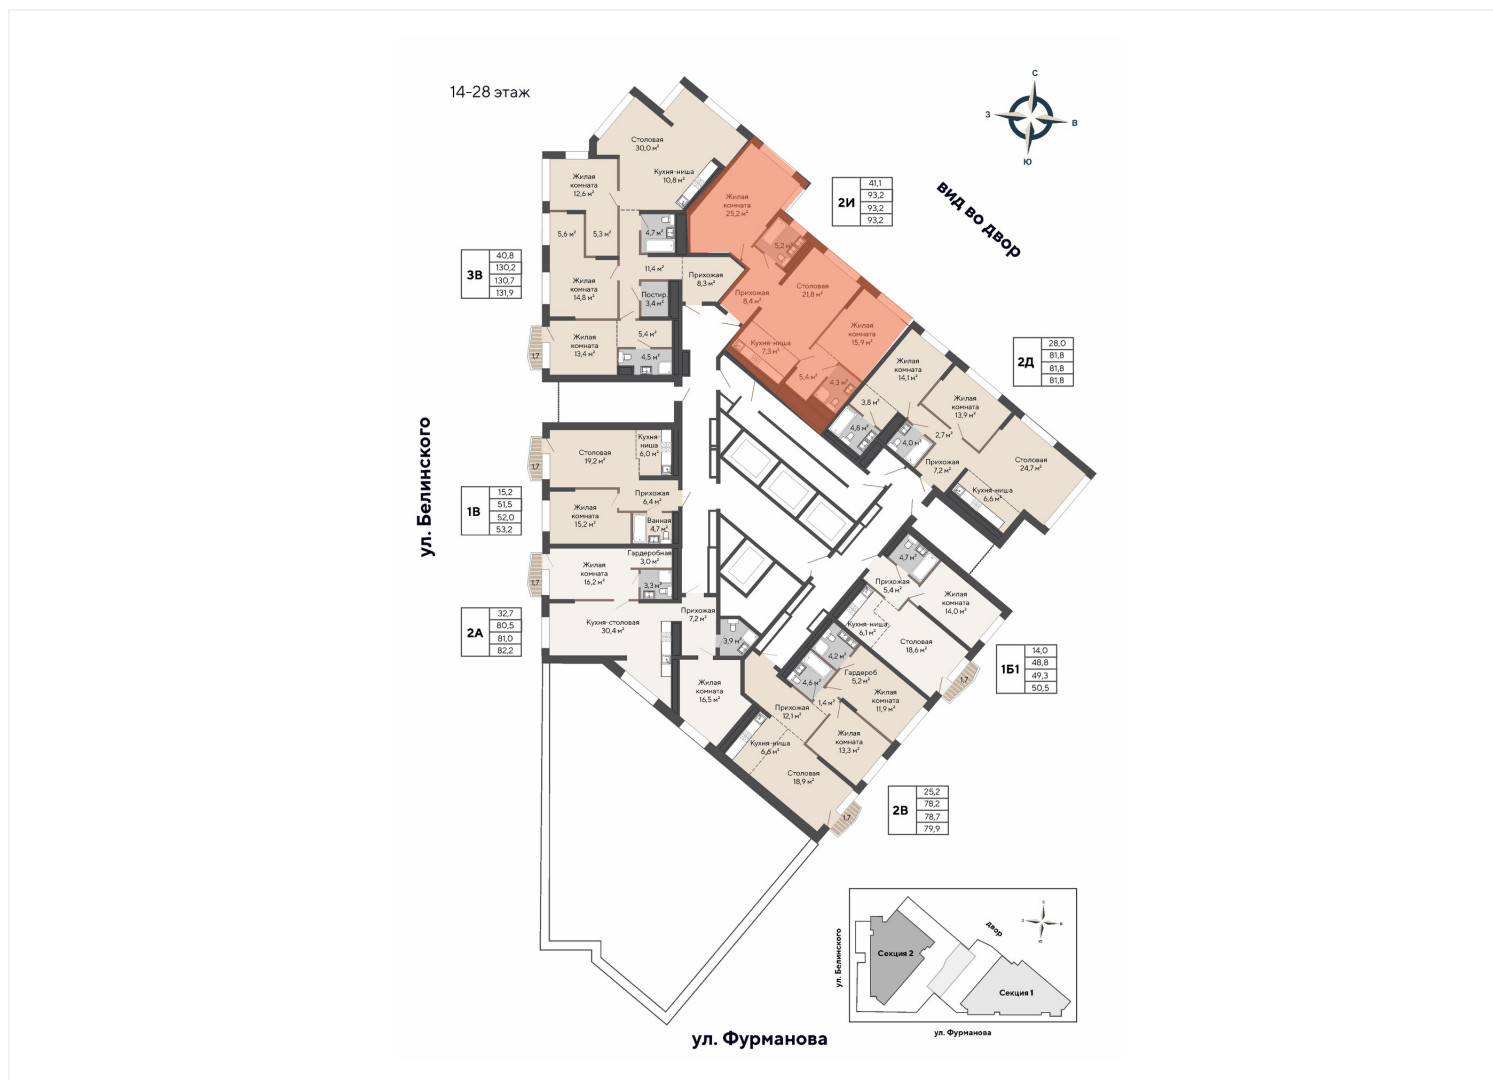 14-28 этаж
С
З
В
Ю
вид во двор
Столовая
30,0 м²
Кухня-ниша
10,8 м²
Жилая
комната
12,6 м²
5,6 м²
5,3 м²
4,7 м²
11,4 м²
Прихожая
8,3 м²
Жилая
комната
14,8 м²
Постир.
3,4 м²
Жилая
комната
13,4 м²
5,4 м²
4,5 м²
1,7
3В
40,8
130,2
130,7
131,9
Жилая
комната
25,2 м²
5,2 м²
Прихожая
8,4 м²
Столовая
21,8 м²
Кухня-ниша
7,3 м²
Жилая
комната
15,9 м²
5,4 м²
4,3 м²
2И
41,1
93,2
93,2
93,2
Жилая
комната
14,1 м²
3,8 м²
4,8 м²
4,0 м²
2,7 м²
13,9 м²
Прихожая
7,2 м²
Столовая
24,7 м²
Кухня-ниша
6,6 м²
Жилая
комната
2Д
28,0
81,8
81,8
81,8
ул. Белинского
Столовая
19,2 м²
Кухня-
ниша
6,0 м²
1,7
Прихожая
6,4 м²
Жилая
комната
15,2 м²
Ванная
4,7 м²
1В
15,2
51,5
52,0
53,2
Гардеробная
3,0 м²
Жилая
комната
16,2 м²
3,3 м²
1,7
Кухня-столовая
30,4 м²
Прихожая
7,2 м²
3,9 м²
Жилая
комната
16,5 м²
2А
32,7
80,5
81,0
82,2
4,7 м²
Прихожая
5,4 м²
Жилая
комната
14,0 м²
Кухня-ниша
6,1 м²
Столовая
18,6 м²
1,7
1Б1
14,0
48,8
49,3
50,5
4,2 м²
4,6 м²
Гардероб
5,2 м²
1,4 м²
Жилая
комната
11,9 м²
Прихожая
12,1 м²
Жилая
комната
13,3 м²
Кухня-ниша
6,6 м²
Столовая
18,9 м²
1,7
2В
25,2
78,2
78,7
79,9
ул. Фурманова
ул. Белинского
Секция 2
двор
С
З
В
Ю
Секция 1
ул. Фурманова